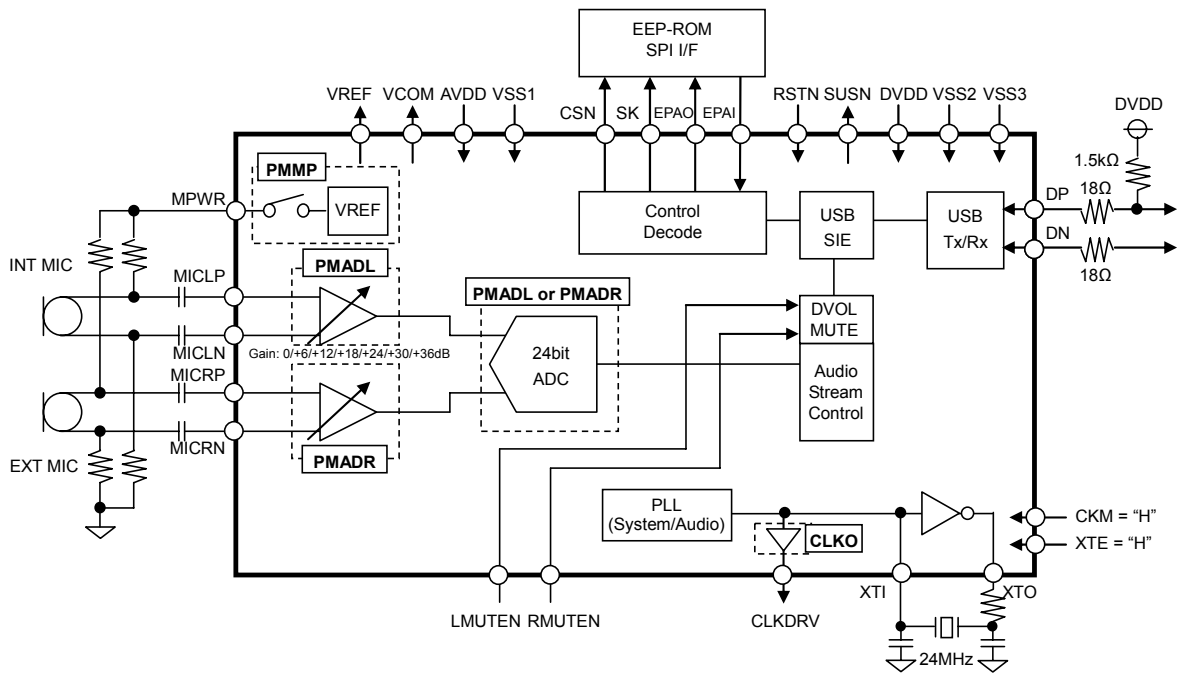 EEP-ROM
SPI I/F
VREF
VCOM
AVDD
VSS1
CSN
SK
EPAO
EPAI
RSTN
SUSN
DVDD
VSS2
VSS3
DVDD
1.5kΩ
18Ω
DP
DN
18Ω
PMMP
MPWR
VREF
Control
Decode
USB
SIE
USB
Tx/Rx
INT MIC
MICLP
MICLN
PMADL
Gain: 0/+6/+12/+18/+24/+30/+36dB
PMADL or PMADR
24bit
ADC
DVOL
MUTE
Audio
Stream
Control
MICRP
MICRN
EXT MIC
PMADR
PLL
(System/Audio)
CLKO
CKM = “H”
XTE = “H”
LMUTEN
RMUTEN
CLKDRV
XTI
XTO
24MHz